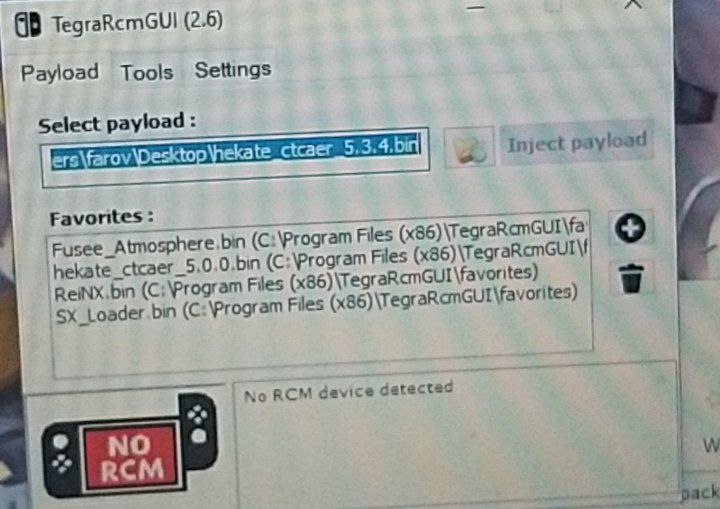 TegraRcmGUI (2.6)
Payload Tools Settings
Select payload :
ers\farov\Desktop\hekate_ctcaer_5.3.4.bin
Inject payload
Favorites :
Fusee_Atmosphere.bin (C:\Program Files (x86)\TegraRcmGUI\fa
hekate_ctcaer_5.0.0.bin (C:\Program Files (x86)\TegraRcmGUI\f
ReiNX.bin (C:\Program Files (x86)\TegraRcmGUI\favorites)
SX_Loader.bin (C:\Program Files (x86)\TegraRcmGUI\favorites)
No RCM device detected
NO
RCM
W
pack